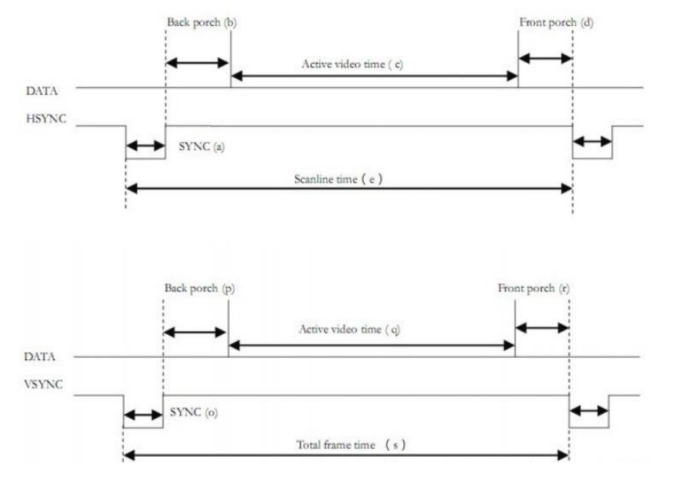 Back porch (b)
Front porch (d)
Active video time ( c)
DATA
HSYNC
SYNC (a)
Scanline time ( e )
Back porch (p)
Front porch (r)
Active video time ( q)
DATA
VSYNC
SYNC (o)
Total frame time ( s )